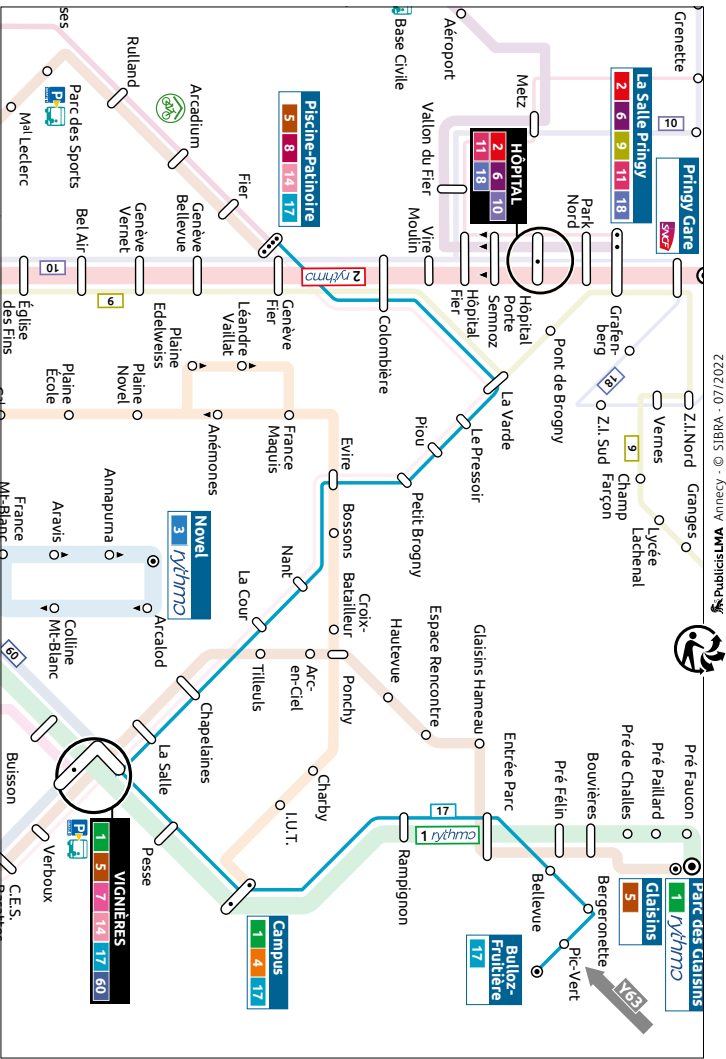 PublicisLMA Annecy - © SIBRA - 07/2022
Grenette
10
Pringy Gare
SNCF
La Salle Pringy
2 6 9 11 18
Aéroport
Base Civile
Metz
Vallon du Fier
HÔPITAL
2 6 10
11 18
Park
Nord
Grafen-
berg
Hôpital
Porte
Semnoz
Hôpital
Fier
Vire
Moulin
Pont de Brogny
18
Z.I. Sud
Z.I.Nord
Vernes
9
Champ
Farçon
Lycée
Lachenal
Granges
Rulland
Parc des Sports
P+R
Mal Leclerc
Arcadium
Fier
Piscine-Patinoire
5 8 14 17
2 rythmo
Colombière
Genève
Fier
Genève
Bellevue
Genève
Vernet
Bel Air
10
9
Église
des Fins
La Varde
Le Pressoir
Piou
Petit Brogny
Léandre
Vaillat
Plaine
Edelweiss
France
Maquis
Anémones
Plaine
Novel
Plaine
École
Evire
Bossons
Croix-
Batailleur
Ponchy
Nant
La Cour
Arc-
en-Ciel
Tilleuls
Chapelaines
La Salle
Novel
3 rythmo
Annapurna
Aravis
France
Mt-Blanc
Arcalod
Colline
Mt-Blanc
60
Hautevue
Espace Rencontre
Glaisins Hameau
Entrée Parc
Charby
I.U.T.
Pré Faucon
Pré Paillard
Pré de Challes
Bouvières
Pré Félin
Parc des Glaisins
1 rythmo
Glaisins
5
17
1 rythmo
Rampignon
Bellevue
Bergeronette
Pic-Vert
Y63
Bulloz-
Fruitière
17
Campus
1 4 17
Pesse
VIGNIÈRES
1 5 7 14 17 60
P+R
Buisson
Verboux
C.E.S.